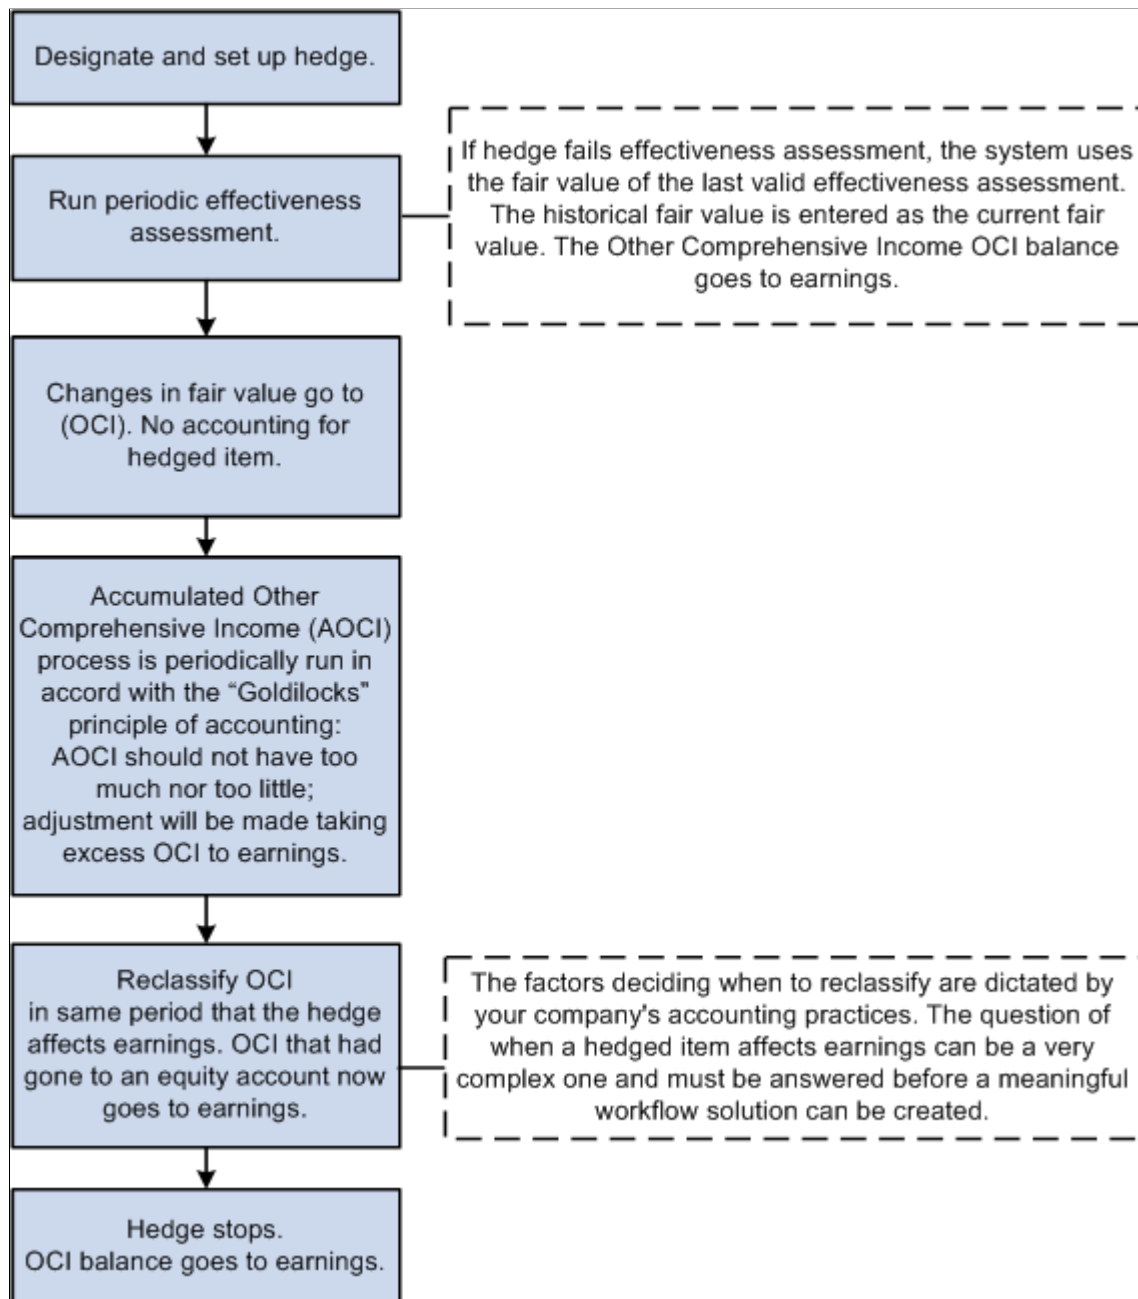 Designate and set up hedge.
Run periodic effectiveness
assessment.
If hedge fails effectiveness assessment, the system uses
the fair value of the last valid effectiveness assessment.
The historical fair value is entered as the current fair
value. The Other Comprehensive Income OCI balance
goes to earnings.
Changes in fair value go to
(OCI). No accounting for
hedged item.
Accumulated Other
Comprehensive Income (AOCI)
process is periodically run in
accord with the “Goldilocks"
principle of accounting:
AOCI should not have too
much nor too little;
adjustment will be made taking
excess OCI to earnings.
Reclassify OCI
in same period that the hedge
affects earnings. OCI that had
gone to an equity account now
goes to earnings.
The factors deciding when to reclassify are dictated by
your company's accounting practices. The question of
when a hedged item affects earnings can be a very
complex one and must be answered before a meaningful
workflow solution can be created.
Hedge stops.
OCI balance goes to earnings.